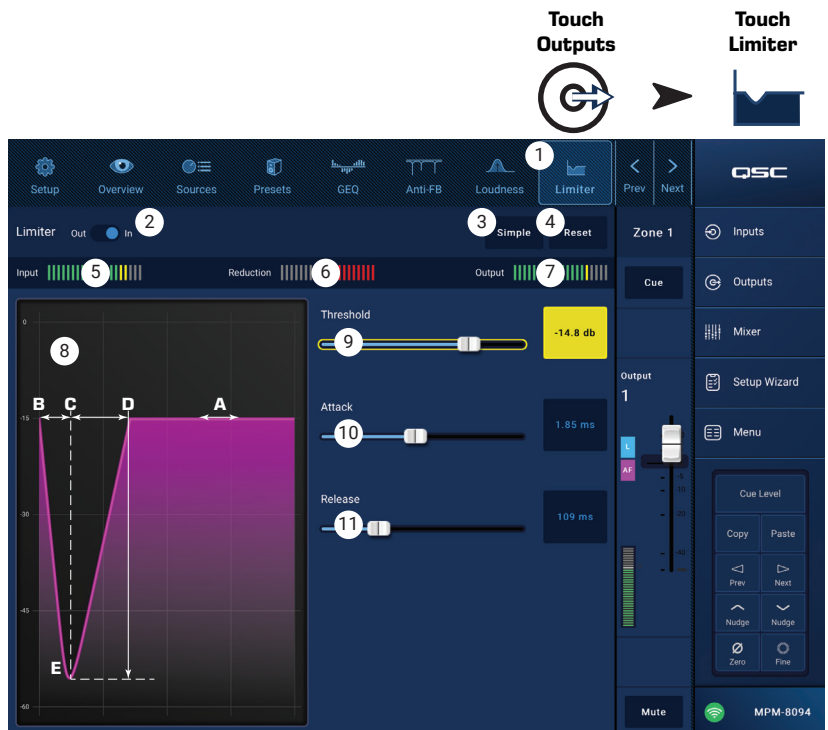 Touch Outputs
Touch Limiter
Setup
Overview
Sources
Presets
GEQ
Anti-FB
Loudness
1
Limiter
Prev
Next
QSC
Limiter
Out
In
2
3
Simple
4
Reset
Zone 1
Inputs
Input
5
Reduction
6
Output
7
Cue
Outputs
8
0
-15
-30
-45
-60
B
C
D
A
E
Threshold
9
-14.8 db
Attack
10
1.85 ms
Release
11
109 ms
Output
1
L
AF
-5
-10
-20
-40
Mute
Mixer
Setup Wizard
Menu
Cue Level
Copy
Paste
Prev
Next
Nudge
Nudge
Zero
Fine
MPM-8094